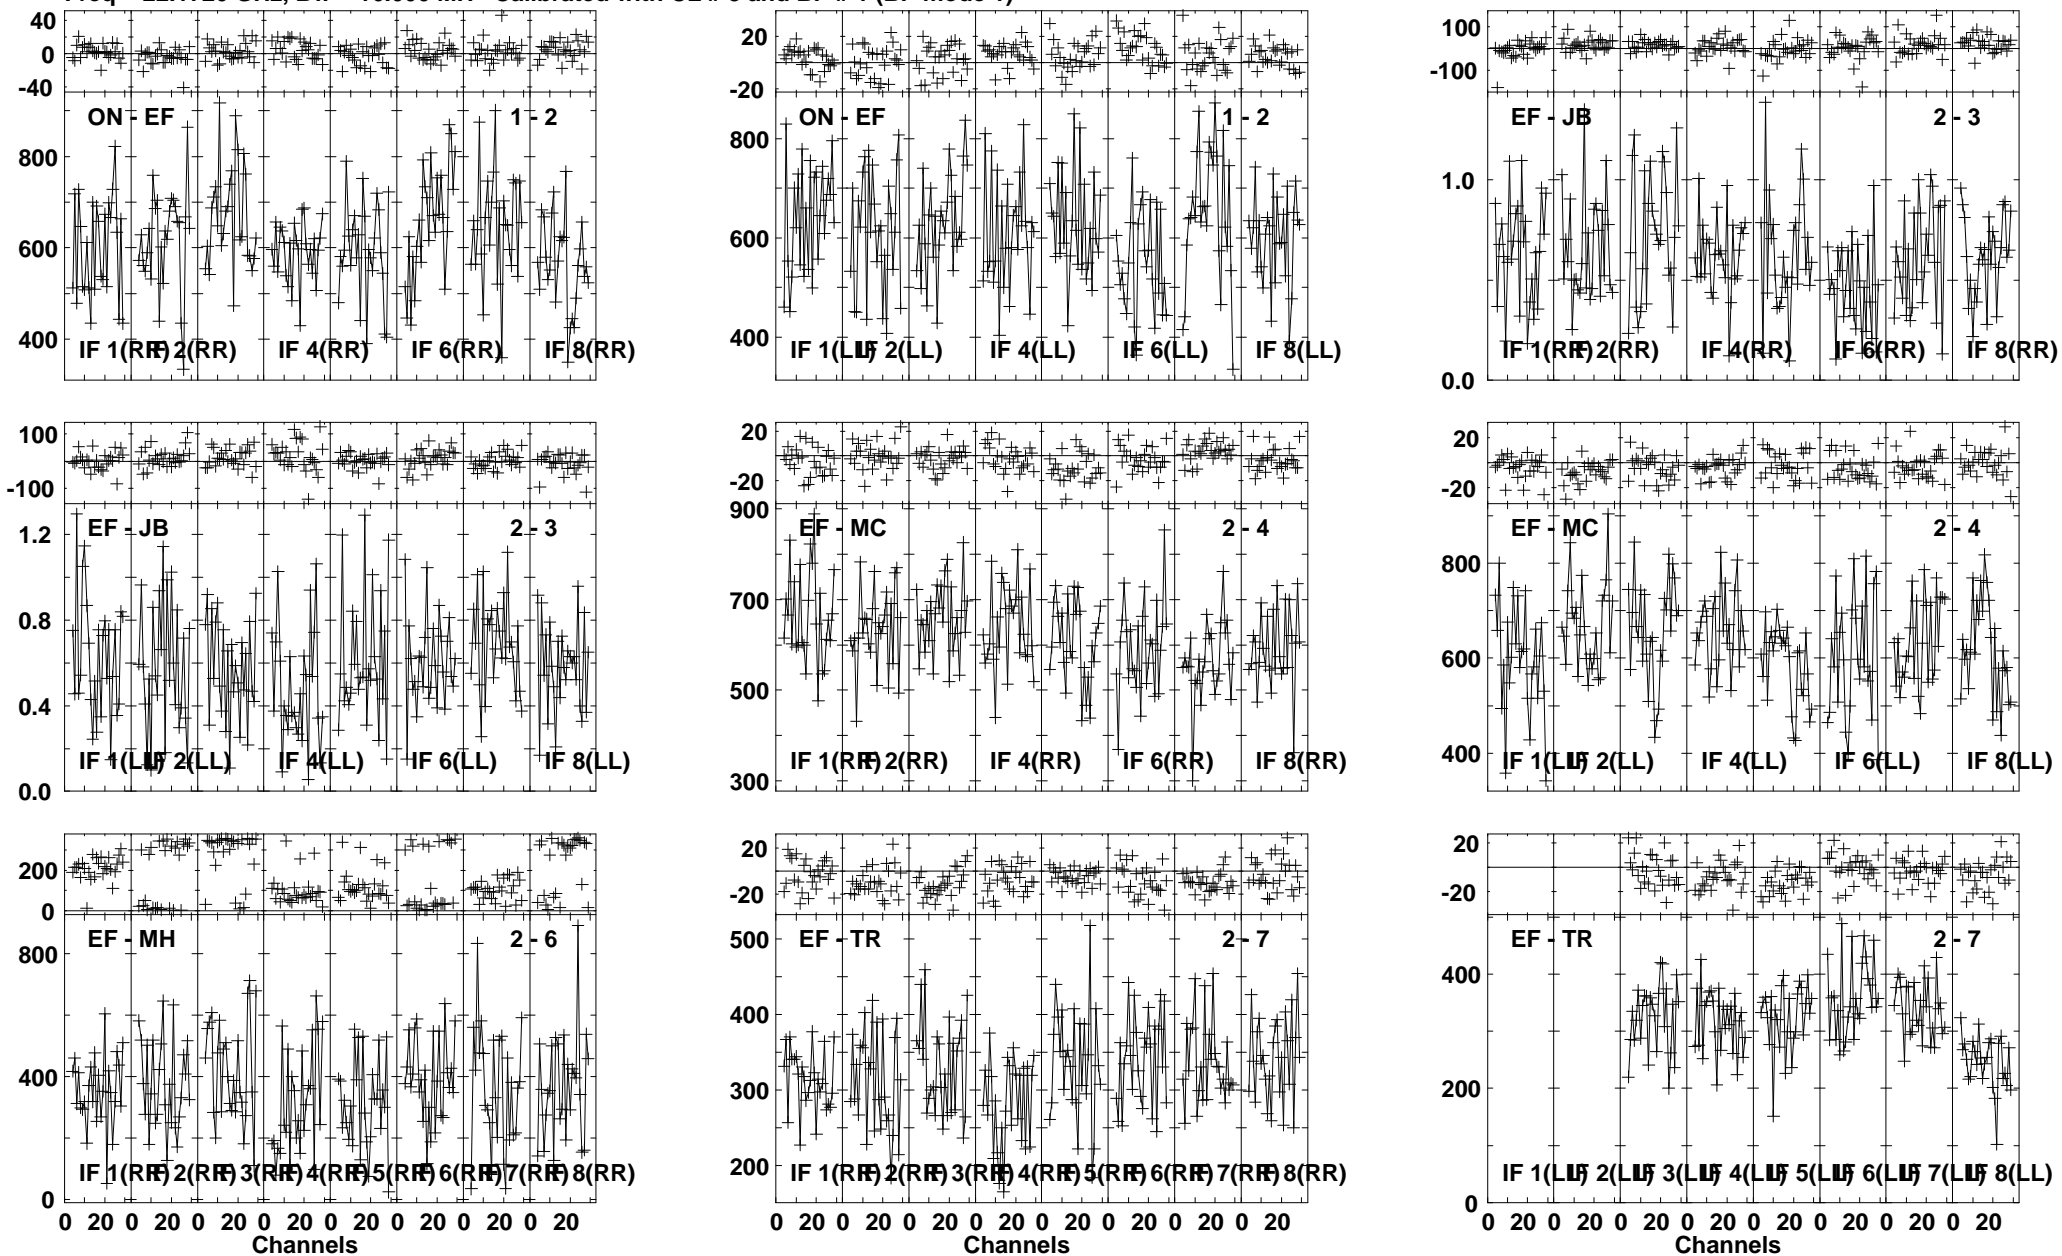 40
20
0
-40
800
600
400
ON - EF 1 - 2
IF 1(RR) IF 2(RR) IF 4(RR) IF 6(RR) IF 8(RR)
20
0
-20
800
600
400
ON - EF 1 - 2
IF 1(LL) IF 2(LL) IF 4(LL) IF 6(LL) IF 8(LL)
100
0
-100
1.0
0.0
EF - JB 2 - 3
IF 1(RR) IF 2(RR) IF 4(RR) IF 6(RR) IF 8(RR)
100
0
-100
1.2
0.8
0.4
0.0
EF - JB 2 - 3
IF 1(LL) IF 2(LL) IF 4(LL) IF 6(LL) IF 8(LL)
20
0
-20
900
700
500
300
EF - MC 2 - 4
IF 1(RR) IF 2(RR) IF 4(RR) IF 6(RR) IF 8(RR)
20
0
-20
800
600
400
EF - MC 2 - 4
IF 1(LL) IF 2(LL) IF 4(LL) IF 6(LL) IF 8(LL)
200
0
800
400
0
EF - MH 2 - 6
IF 1(RR) IF 2(RR) IF 3(RR) IF 4(RR) IF 5(RR) IF 6(RR) IF 7(RR) IF 8(RR)
0 20 0 20 0 20 0 20 0 20 0 20 0 20 0 20
Channels
20
0
-20
500
400
300
200
EF - TR 2 - 7
IF 1(RR) IF 2(RR) IF 3(RR) IF 4(RR) IF 5(RR) IF 6(RR) IF 7(RR) IF 8(RR)
0 20 0 20 0 20 0 20 0 20 0 20 0 20 0 20
Channels
20
0
-20
400
200
0
EF - TR 2 - 7
IF 1(LL) IF 2(LL) IF 3(LL) IF 4(LL) IF 5(LL) IF 6(LL) IF 7(LL) IF 8(LL)
0 20 0 20 0 20 0 20 0 20 0 20 0 20 0 20
Channels